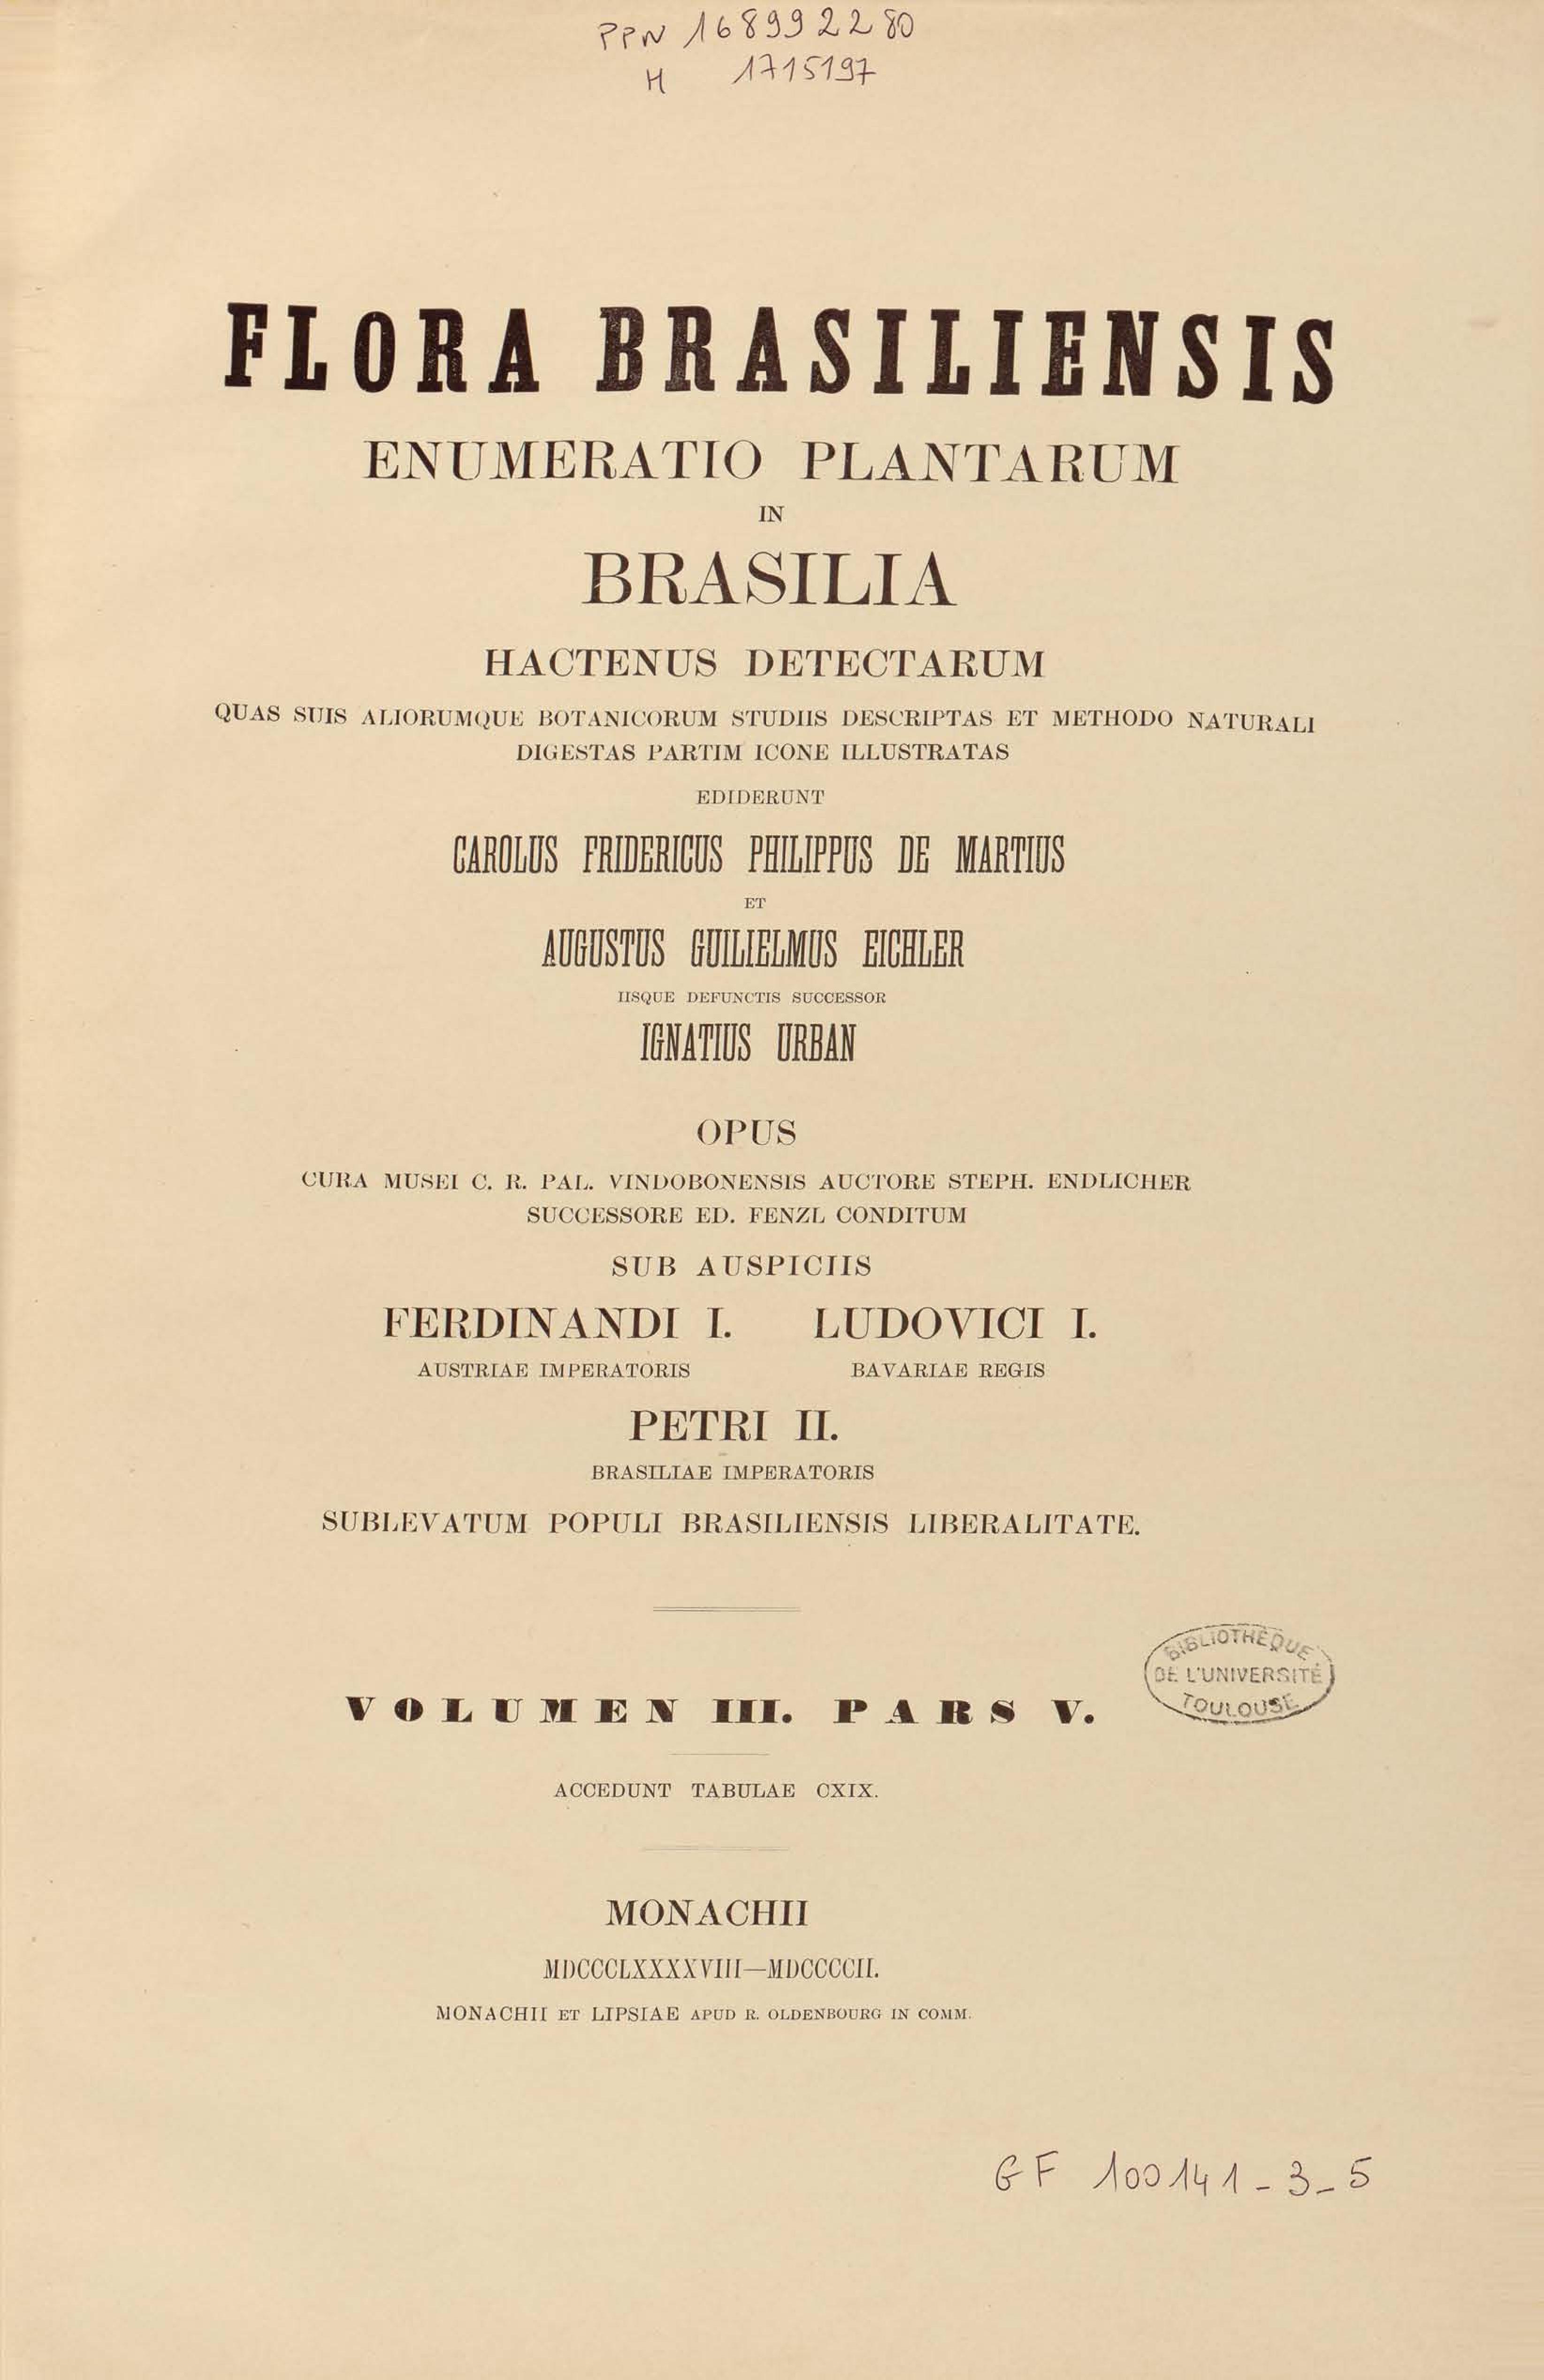 PPN 168992280
H 1715197
FLORA BRASILIENSIS
ENUMERATIO PLANTARUM
IN
BRASILIA
HACTENUS DETECTARUM
QUAS SUIS ALIORUMQUE BOTANICORUM STUDIIS DESCRIPTAS ET METHODO NATURALI
DIGESTAS PARTIM ICONE ILLUSTRATAS
EDIDERUNT
CAROLUS FRIDERICUS PHILIPPUS DE MARTIUS
ET
AUGUSTUS GUILIELMUS EICHLER
IISQUE DEFUNCTIS SUCCESSOR
IGNATIUS URBAN
OPUS
CURA MUSEI C. R. PAL. VINDOBONENSIS AUCTORE STEPH. ENDLICHER
SUCCESSORE ED. FENZL CONDITUM
SUB AUSPICIIS
FERDINANDI I. LUDOVICI I.
AUSTRIAE IMPERATORIS BAVARIAE REGIS
PETRI II.
BRASILIAE IMPERATORIS
SUBLEVATUM POPULI BRASILIENSIS LIBERALITATE.
BIBLIOTHÈQUE
DE L'UNIVERSITÉ
TOULOUSE
VOLUMEN III. PARS V.
ACCEDUNT TABULAE CXIX.
MONACHII
MDCCCLXXXXVIII—MDCCCCII.
MONACHII ET LIPSIAE APUD R. OLDENBOURG IN COMM.
GF 100141-3-5